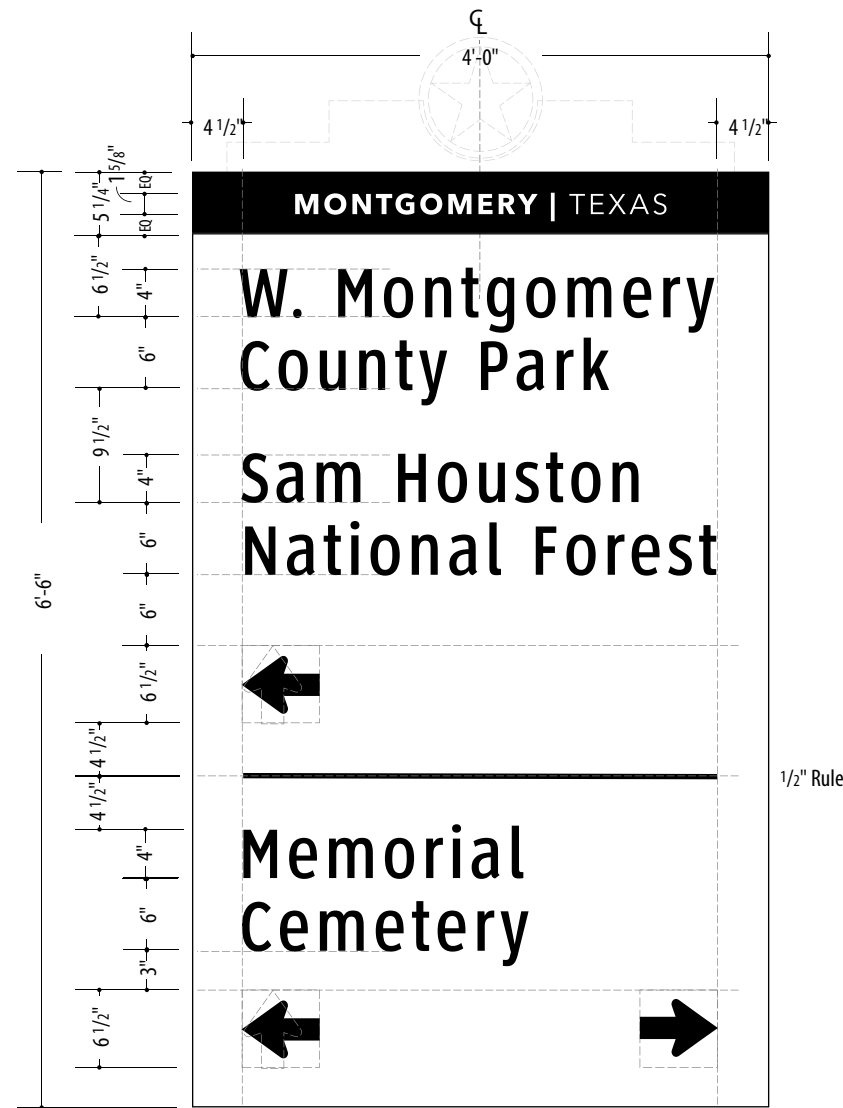 ℄
4'-0"
4 1/2"
4 1/2"
1 5/8"
5 1/4"
EQ
EQ
MONTGOMERY | TEXAS
6 1/2"
4"
W. Montgomery
6"
County Park
9 1/2"
4"
Sam Houston
6"
National Forest
6'-6"
6"
6 1/2"
4 1/2"
1/2" Rule
4 1/2"
4"
Memorial
6"
Cemetery
3"
6 1/2"